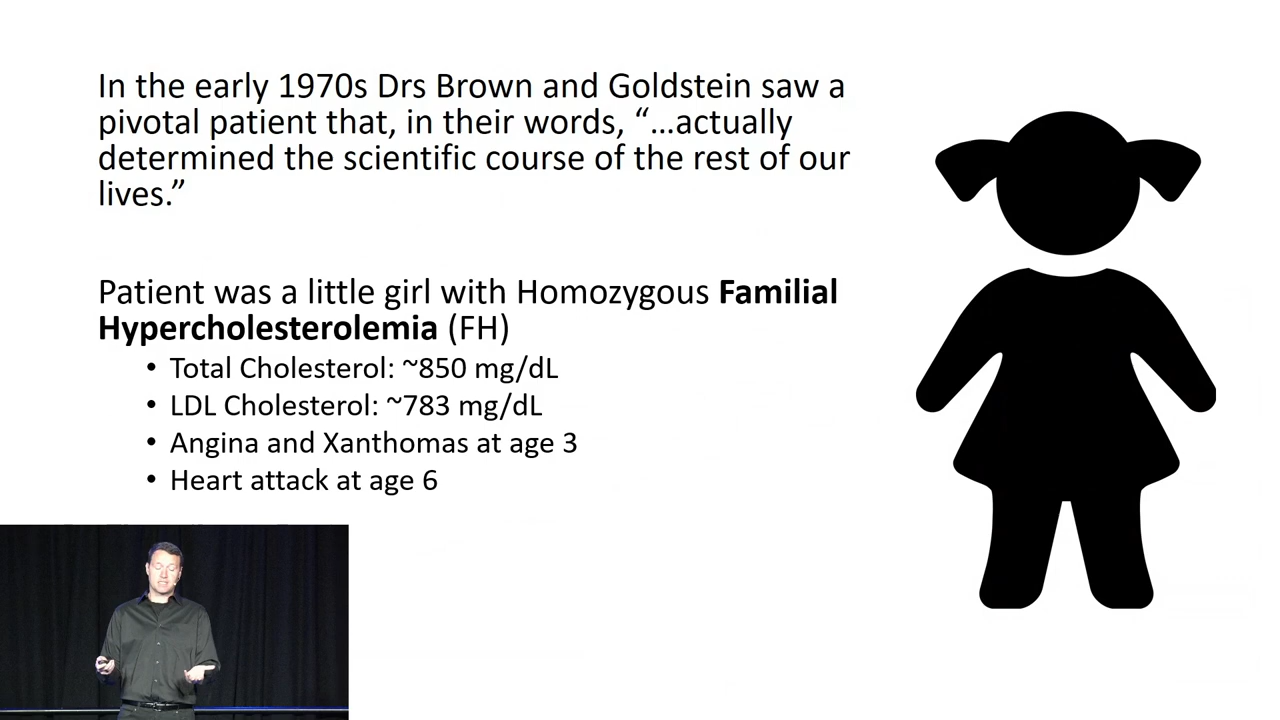 In the early 1970s Drs Brown and Goldstein saw a
pivotal patient that, in their words, “…actually
determined the scientific course of the rest of our
lives.”
Patient was a little girl with Homozygous Familial
Hypercholesterolemia (FH)
• Total Cholesterol: ~850 mg/dL
• LDL Cholesterol: ~783 mg/dL
• Angina and Xanthomas at age 3
• Heart attack at age 6